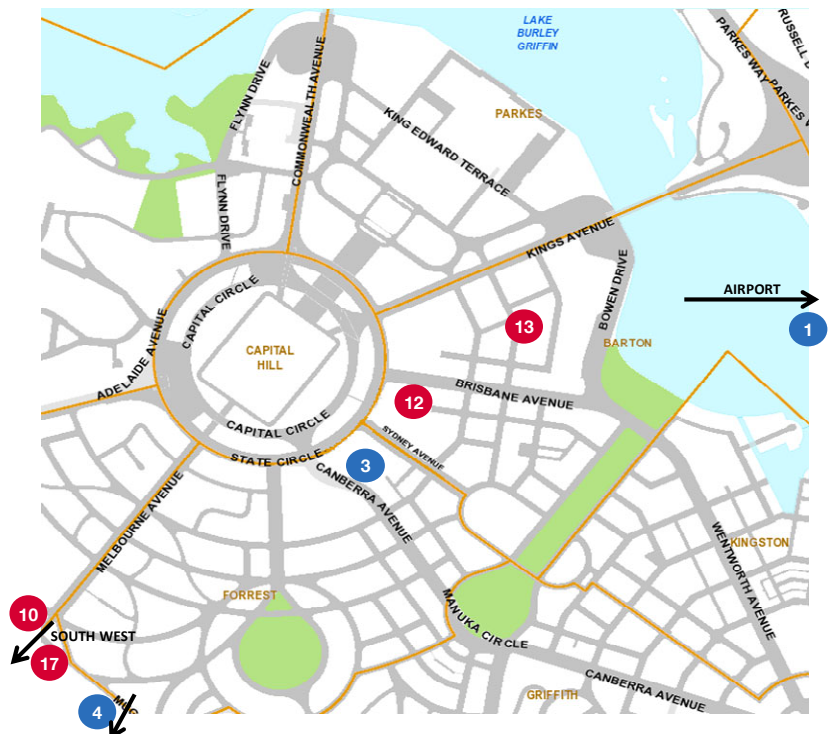 LAKE
BURLEY
GRIFFIN
PARKES WAY
PARKES
COMMONWEALTH AVENUE
FLYNN DRIVE
KING EDWARD TERRACE
FLYNN DRIVE
KINGS AVENUE
BOWEN DRIVE
AIRPORT
1
CAPITAL CIRCLE
13
BARTON
ADELAIDE AVENUE
CAPITAL
HILL
BRISBANE AVENUE
12
CAPITAL CIRCLE
SYDNEY AVENUE
STATE CIRCLE
3
CANBERRA AVENUE
MELBOURNE AVENUE
WENTWORTH AVENUE
KINGSTON
FORREST
MANUKA CIRCLE
10
SOUTH WEST
17
CANBERRA AVENUE
GRIFFITH
4